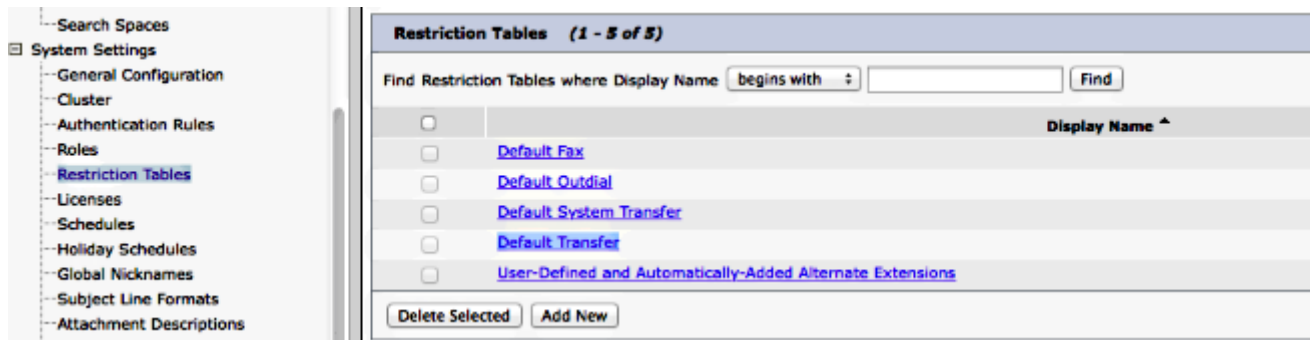 Search Spaces
System Settings
General Configuration
Cluster
Authentication Rules
Roles
Restriction Tables
Licenses
Schedules
Holiday Schedules
Global Nicknames
Subject Line Formats
Attachment Descriptions
Restriction Tables (1 - 5 of 5)
Find Restriction Tables where Display Name begins with Find
Display Name
Default Fax
Default Outdial
Default System Transfer
Default Transfer
User-Defined and Automatically-Added Alternate Extensions
Delete Selected Add New